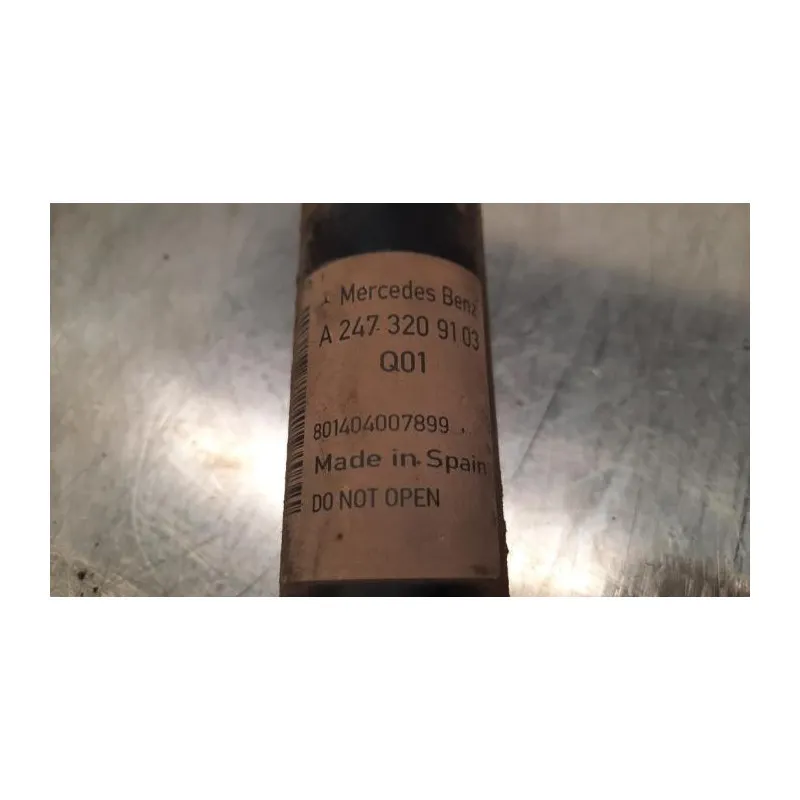 Mercedes Benz
A 247 320 91 03
Q01
801404007899
Made in Spain
DO NOT OPEN